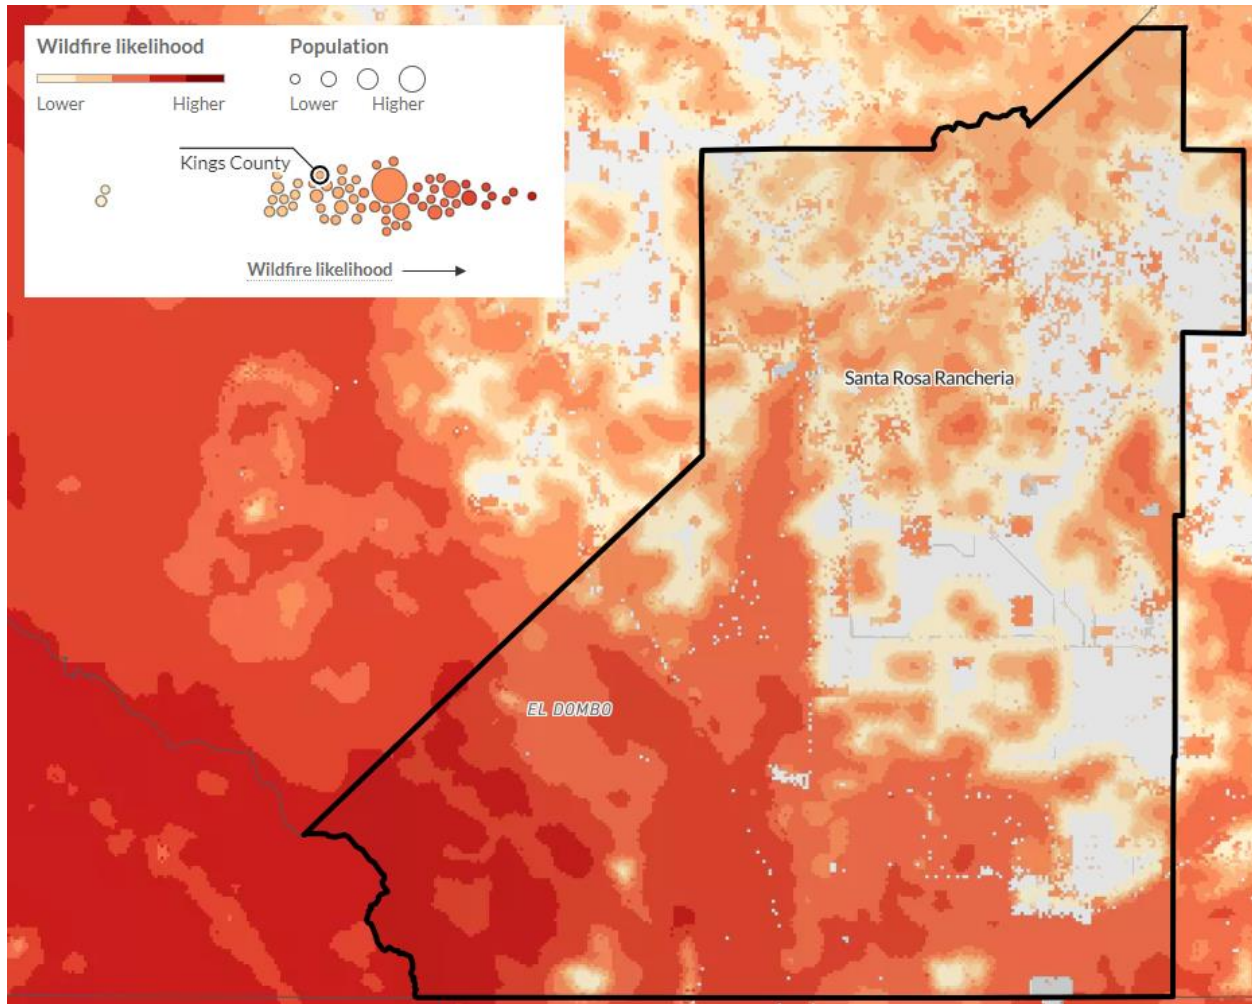 Wildfire likelihood
Population
Lower Higher
Lower Higher
Kings County
Wildfire likelihood
Santa Rosa Rancheria
EL DOMBO